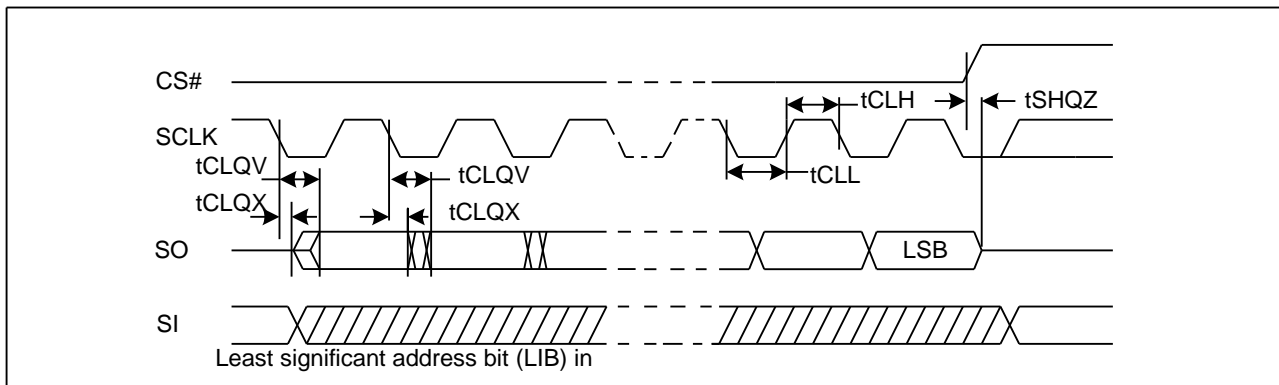 CS#
tCLH
tSHQZ
SCLK
tCLQV
tCLQV
tCLL
tCLQX
tCLQX
SO
LSB
SI
Least significant address bit (LIB) in